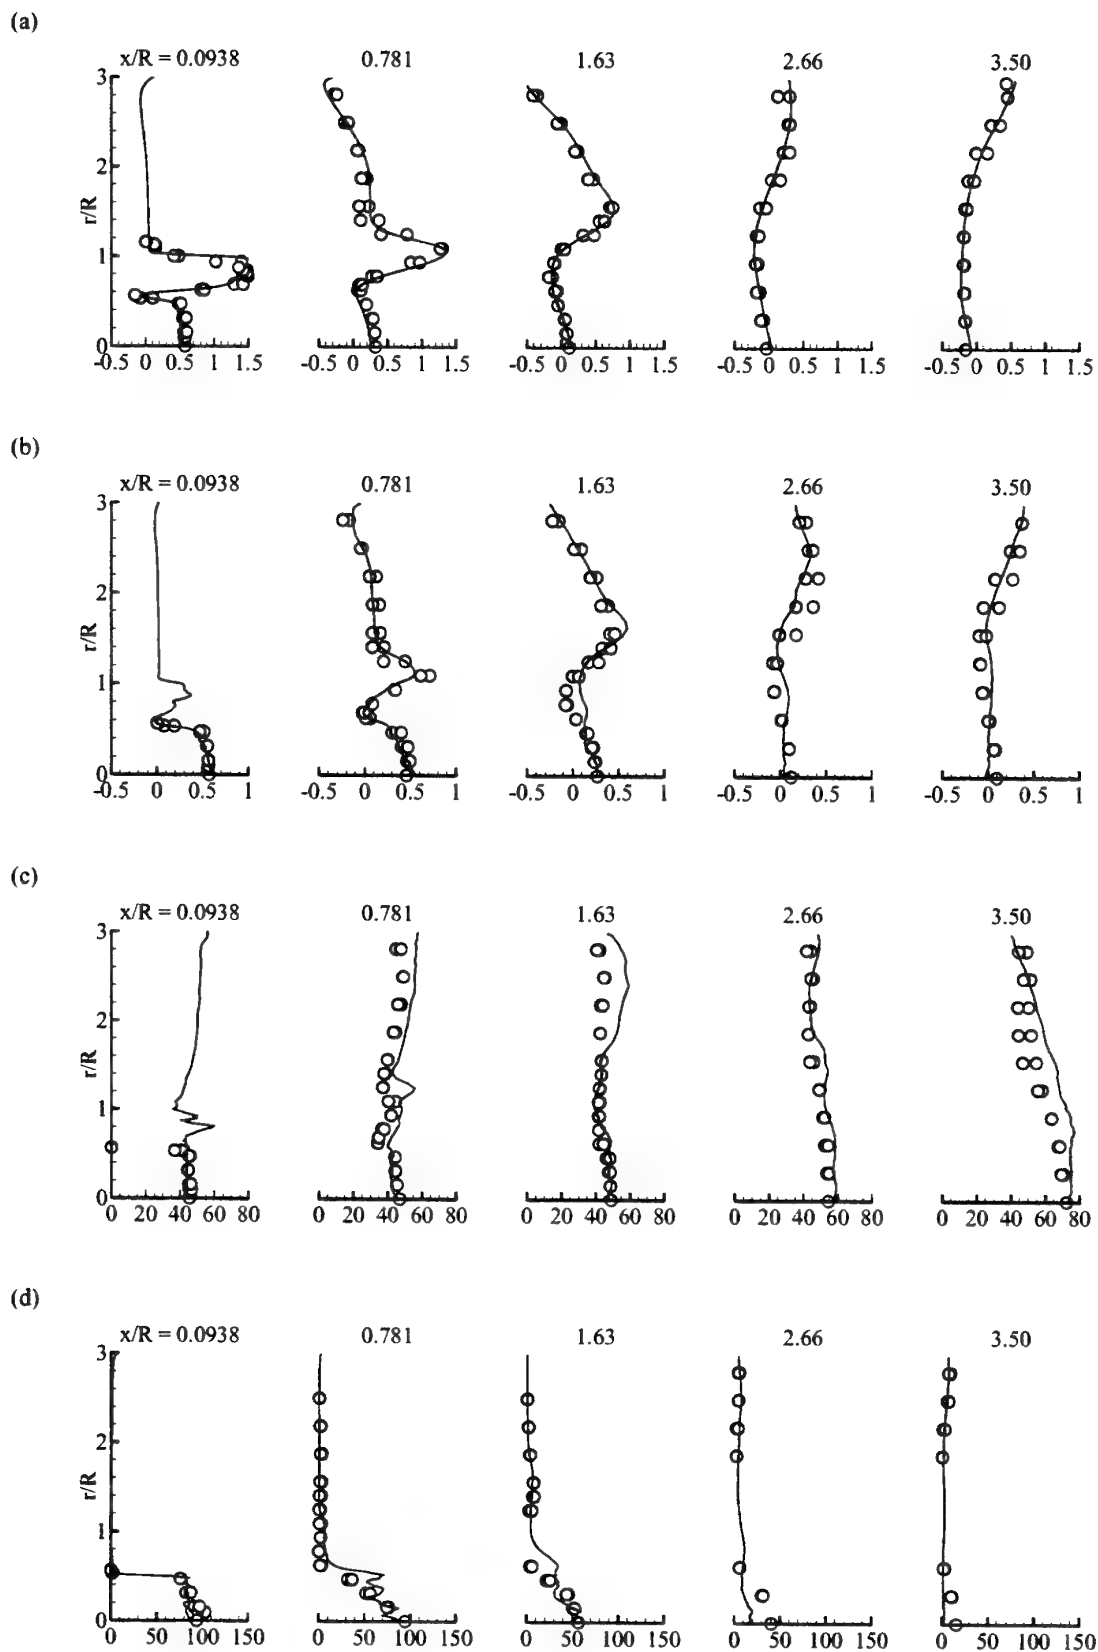 (a)
x/R = 0.0938 0.781 1.63 2.66 3.50
3
2
r/R
1
0
-0.5 0 0.5 1 1.5 -0.5 0 0.5 1 1.5 -0.5 0 0.5 1 1.5 -0.5 0 0.5 1 1.5 -0.5 0 0.5 1 1.5
(b)
x/R = 0.0938 0.781 1.63 2.66 3.50
3
2
r/R
1
0
-0.5 0 0.5 1 -0.5 0 0.5 1 -0.5 0 0.5 1 -0.5 0 0.5 1 -0.5 0 0.5 1
(c)
x/R = 0.0938 0.781 1.63 2.66 3.50
3
2
r/R
1
0
0 20 40 60 80 0 20 40 60 80 0 20 40 60 80 0 20 40 60 80 0 20 40 60 80
(d)
x/R = 0.0938 0.781 1.63 2.66 3.50
3
2
r/R
1
0
0 50 100 150 0 50 100 150 0 50 100 150 0 50 100 150 0 50 100 150